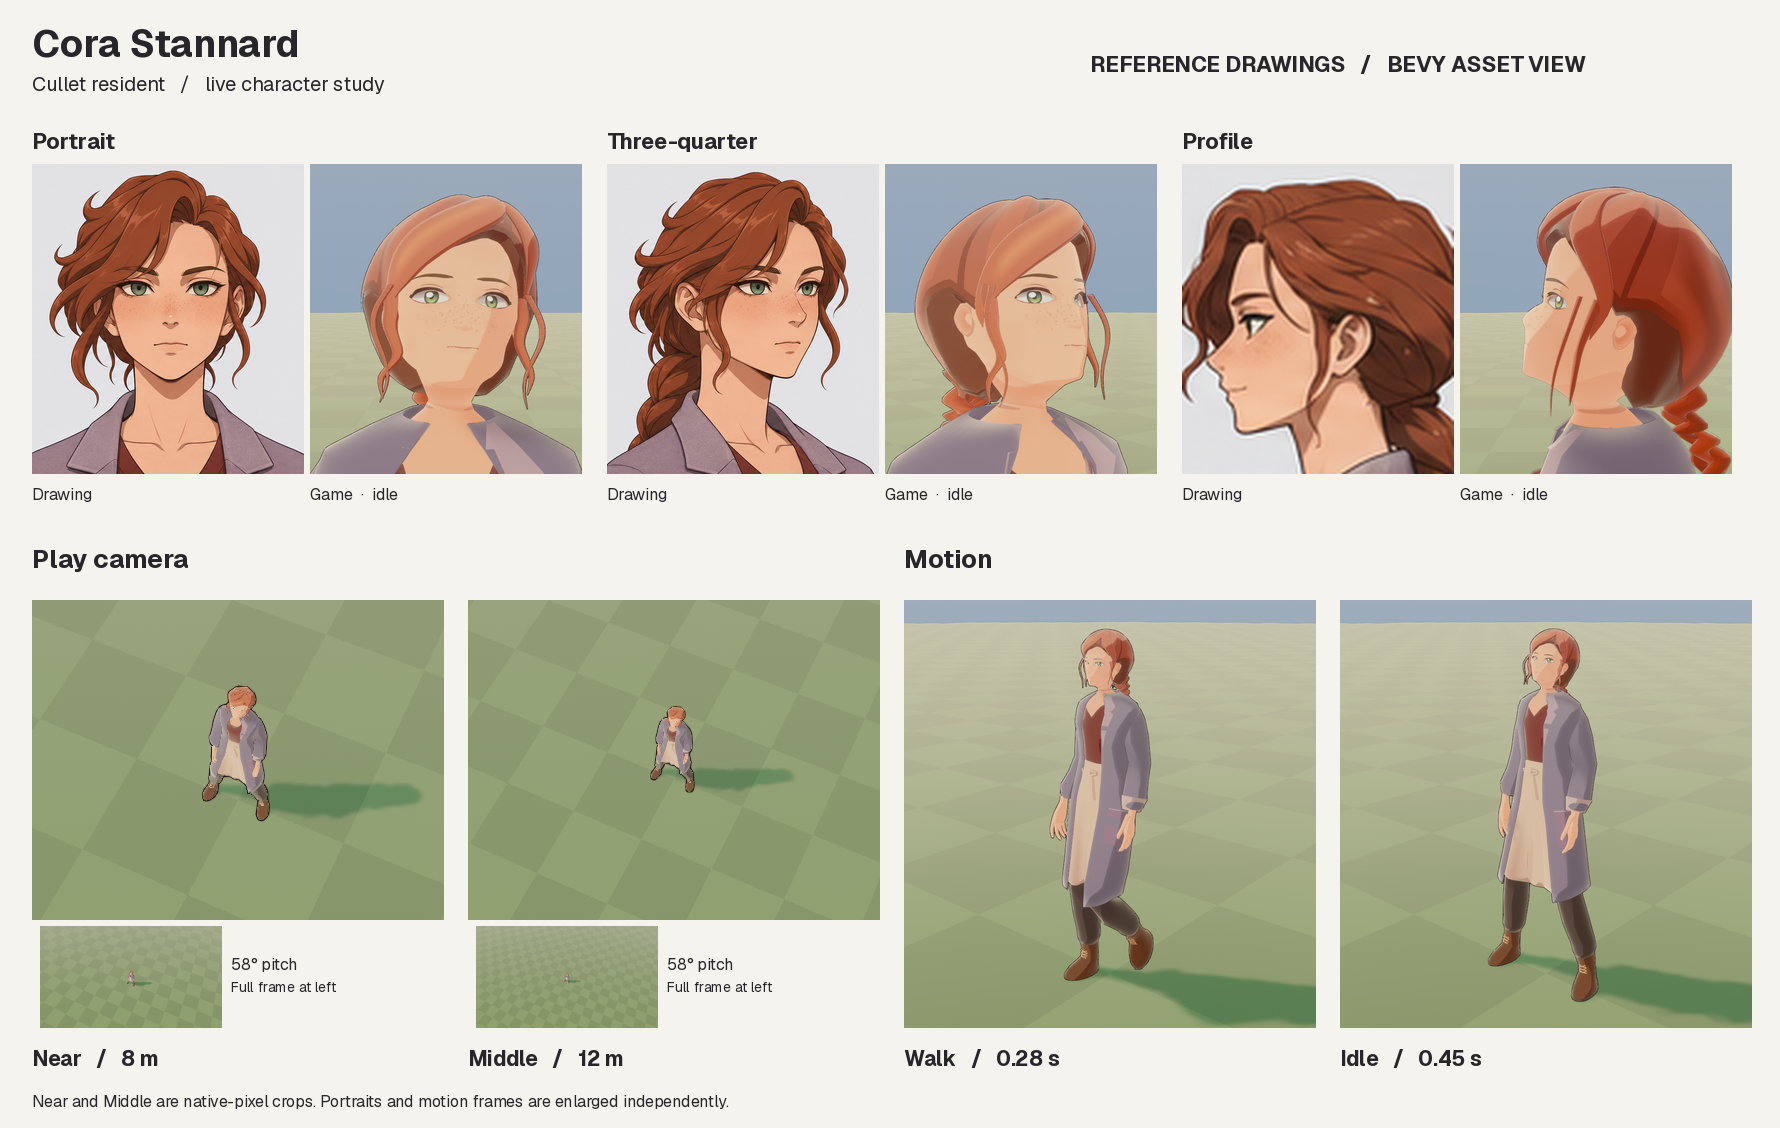 Cora Stannard
Cullet resident / live character study
REFERENCE DRAWINGS / BEVY ASSET VIEW
Portrait
Three-quarter
Profile
Drawing
Game · idle
Drawing
Game · idle
Drawing
Game · idle
Play camera
Motion
58° pitch
Full frame at left
58° pitch
Full frame at left
Near / 8 m
Middle / 12 m
Walk / 0.28 s
Idle / 0.45 s
Near and Middle are native-pixel crops. Portraits and motion frames are enlarged independently.